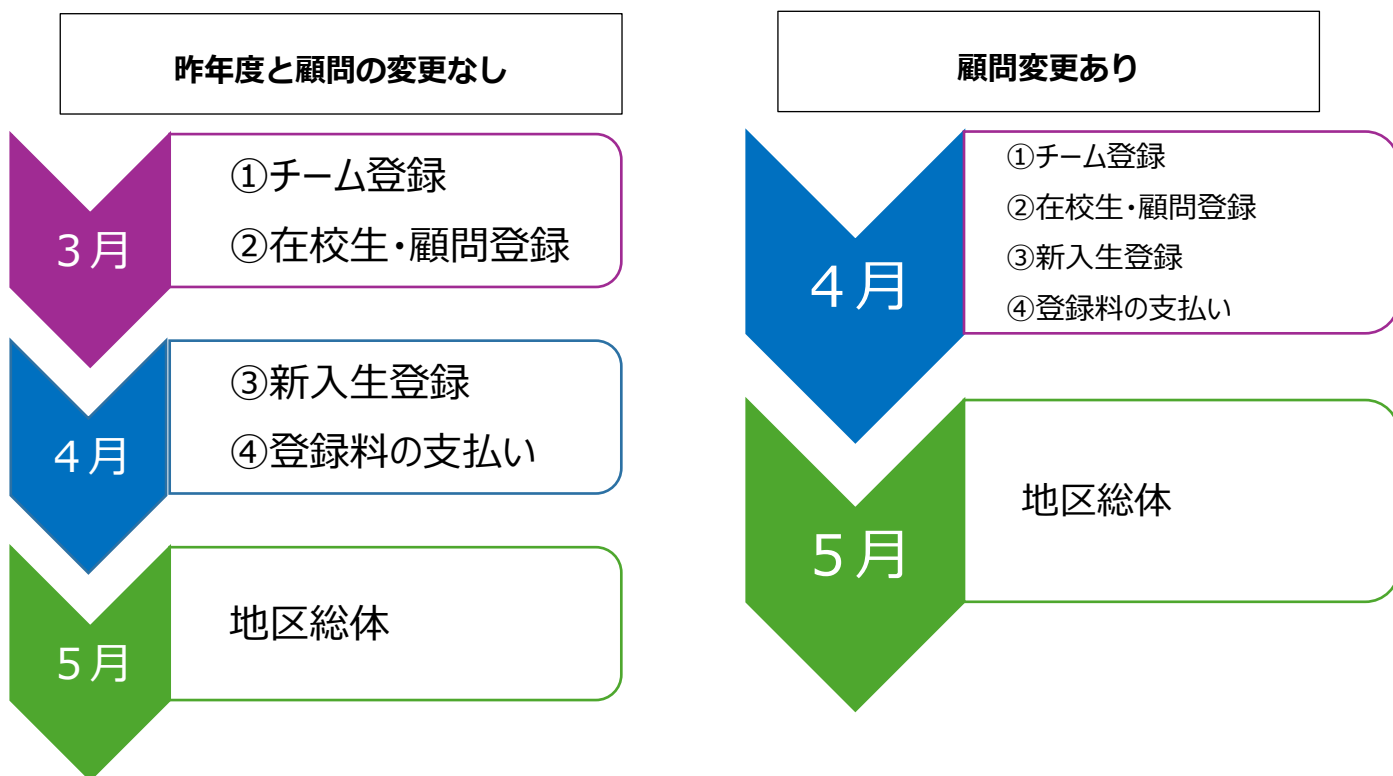 昨年度と顧問の変更なし
3月
①チーム登録
②在校生・顧問登録
4月
③新入生登録
④登録料の支払い
5月
地区総体
顧問変更あり
4月
①チーム登録
②在校生・顧問登録
③新入生登録
④登録料の支払い
5月
地区総体